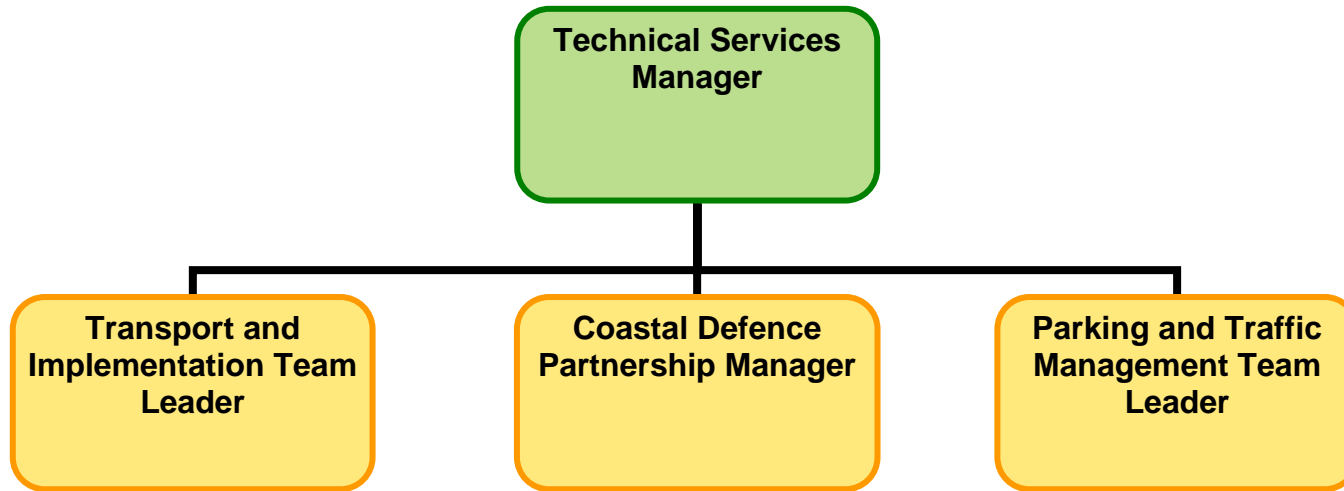 Technical Services
Manager
Transport and
Implementation Team
Leader
Coastal Defence
Partnership Manager
Parking and Traffic
Management Team
Leader